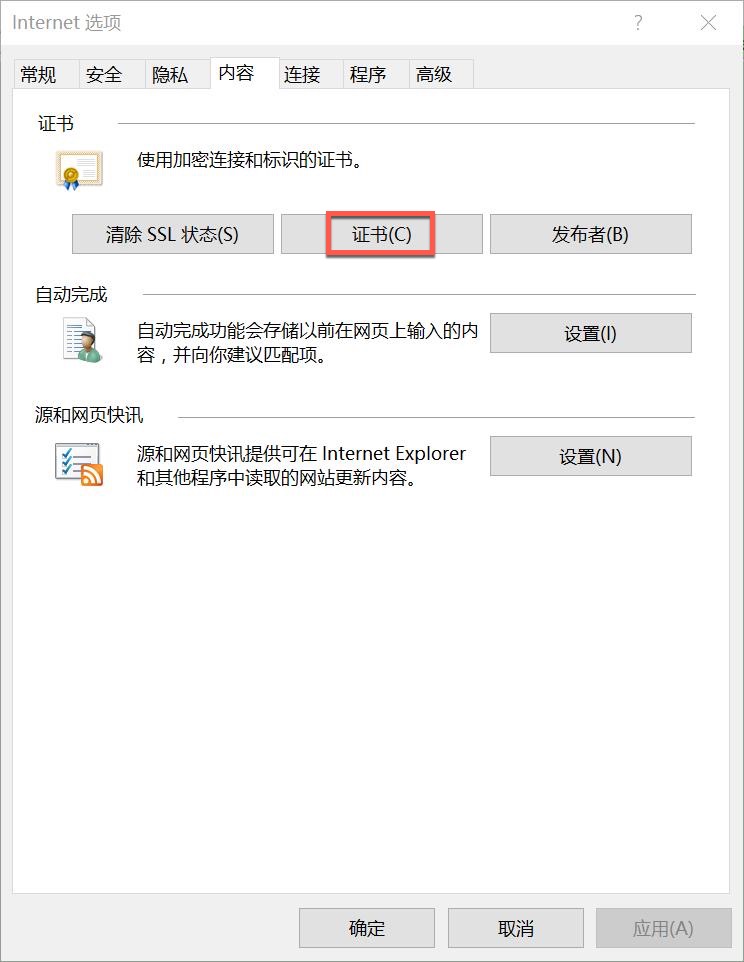 Internet 选项
?
常规 安全 隐私 内容 连接 程序 高级
证书
使用加密连接和标识的证书。
清除 SSL 状态(S) 证书(C) 发布者(B)
自动完成
自动完成功能会存储以前在网页上输入的内
容，并向你建议匹配项。
设置(I)
源和网页快讯
源和网页快讯提供可在 Internet Explorer
和其他程序中读取的网站更新内容。
设置(N)
确定 取消 应用(A)